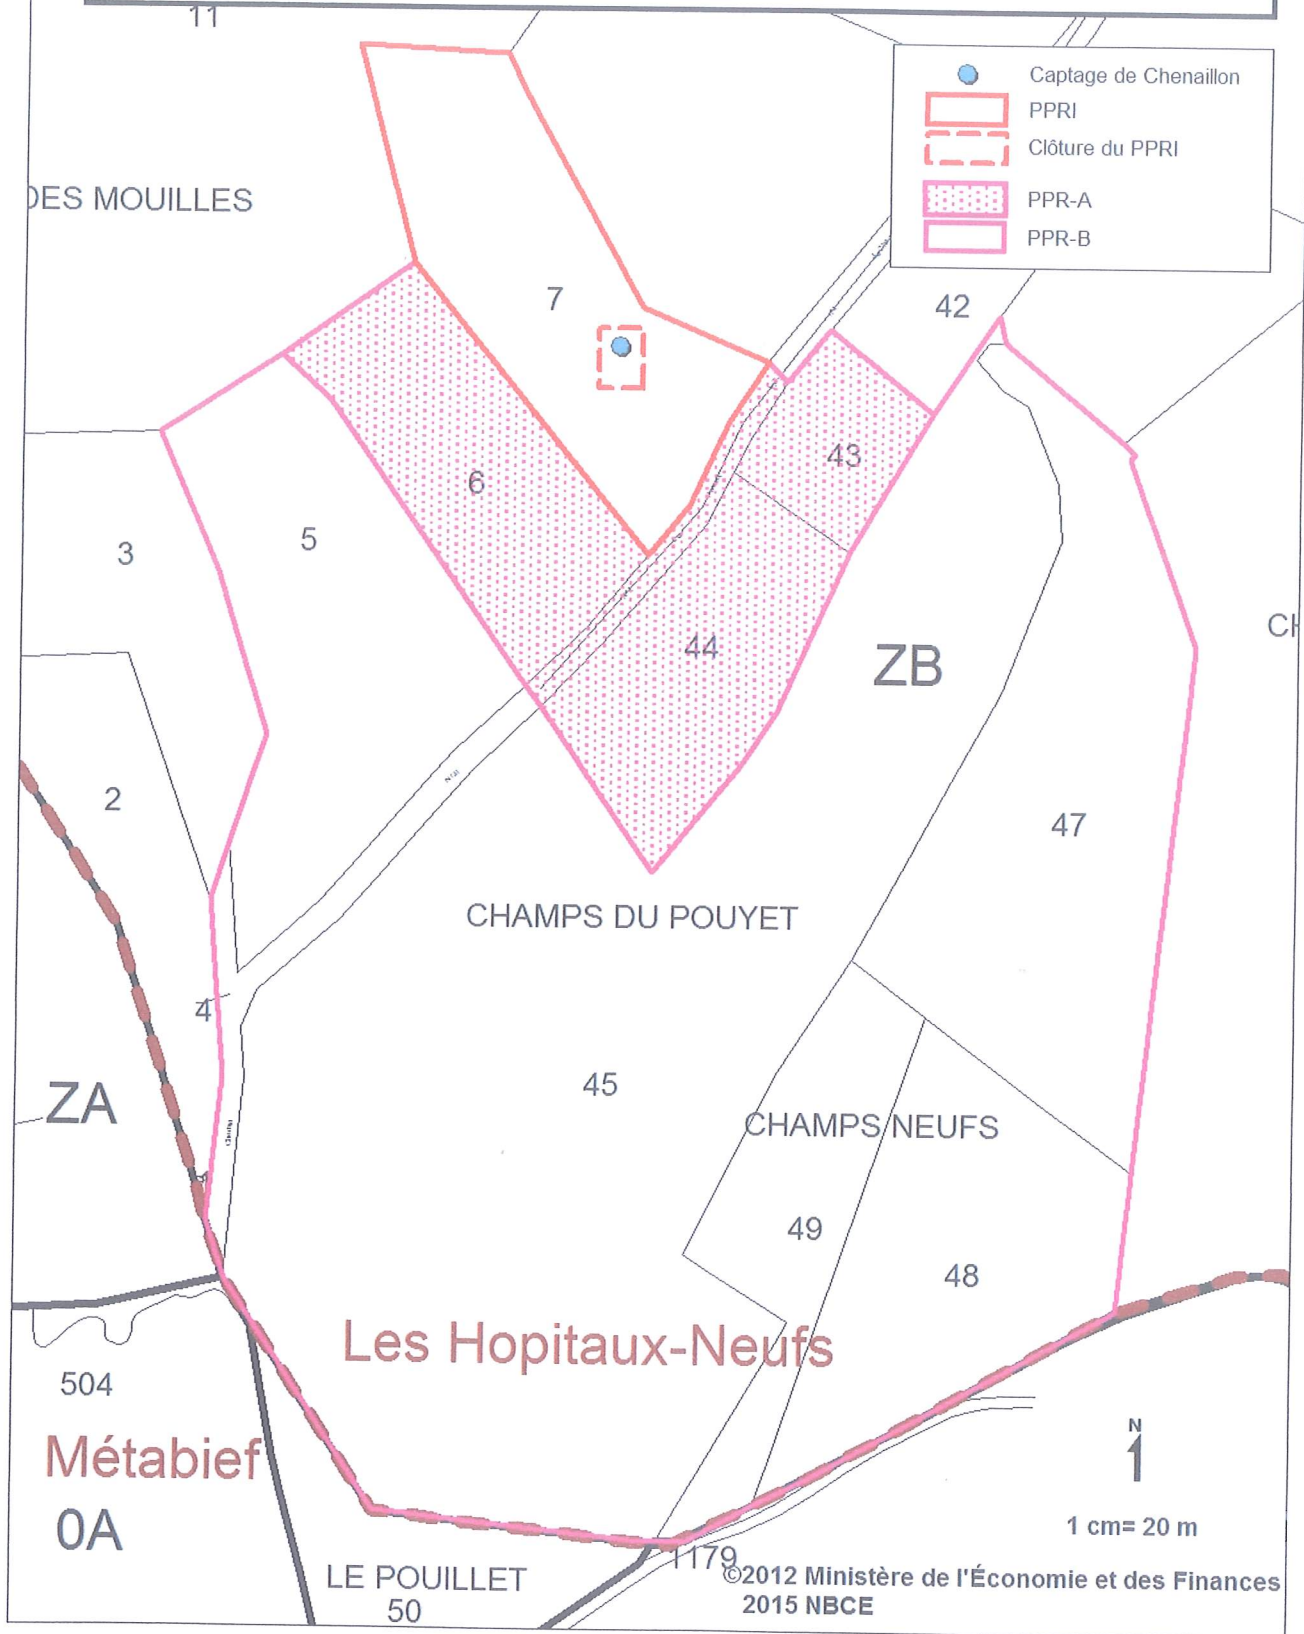 11
Captage de Chenaillon
PPRI
Clôture du PPRI
PPR-A
PPR-B
DES MOUILLES
7
42
43
6
5
3
44
ZB
2
47
CHAMPS DU POUYET
4
45
ZA
CHAMPS NEUFS
49
48
Les Hopitaux-Neufs
504
Métabief
0A
N
1 cm= 20 m
1179
©2012 Ministère de l'Économie et des Finances
2015 NBCE
LE POUILLET
50